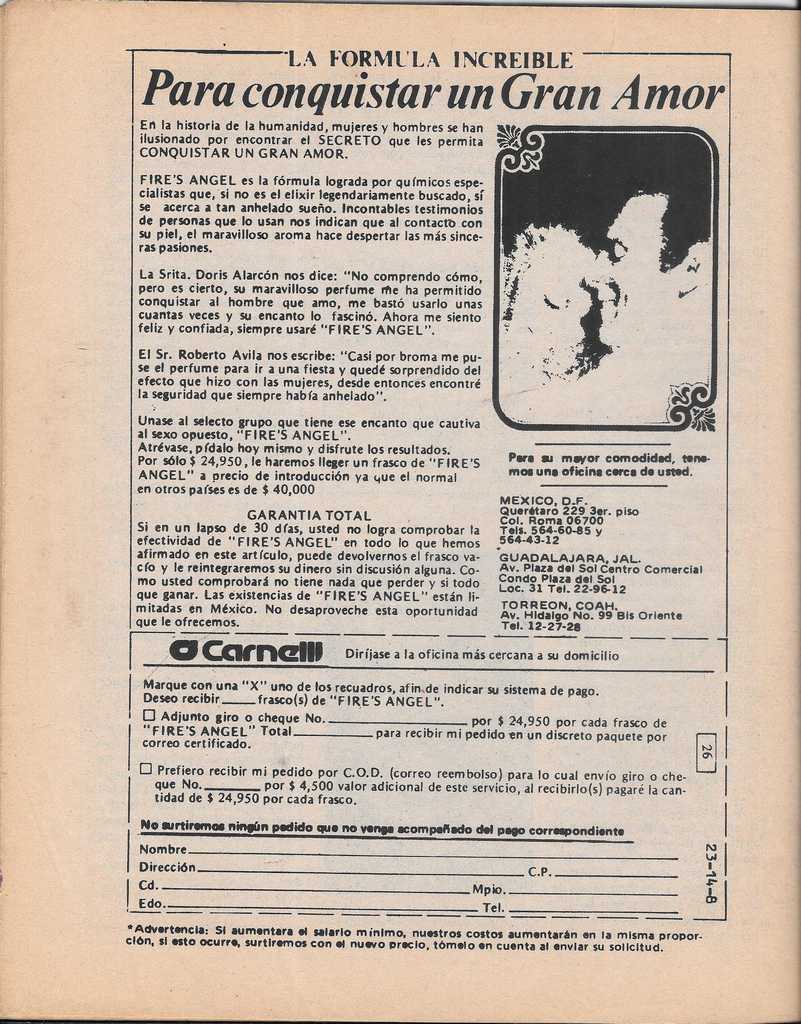 LA FORMULA INCREIBLE
Para conquistar un Gran Amor
En la historia de la humanidad, mujeres y hombres se han
ilusionado por encontrar el SECRETO que les permita
CONQUISTAR UN GRAN AMOR.
FIRE'S ANGEL es la fórmula lograda por químicos espe-
cialistas que, si no es el elixir legendariamente buscado, sí
se acerca a tan anhelado sueño. Incontables testimonios
de personas que lo usan nos indican que al contacto con
su piel, el maravilloso aroma hace despertar las más since-
ras pasiones.
La Srita. Doris Alarcón nos dice: "No comprendo cómo,
pero es cierto, su maravilloso perfume me ha permitido
conquistar al hombre que amo, me bastó usarlo unas
cuantas veces y su encanto lo fascinó. Ahora me siento
feliz y confiada, siempre usaré "FIRE'S ANGEL".
El Sr. Roberto Avila nos escribe: "Casi por broma me pu-
se el perfume para ir a una fiesta y quedé sorprendido del
efecto que hizo con las mujeres, desde entonces encontré
la seguridad que siempre había anhelado".
Unase al selecto grupo que tiene ese encanto que cautiva
al sexo opuesto, "FIRE'S ANGEL".
Atrévase, pídalo hoy mismo y disfrute los resultados.
Por sólo $ 24,950, le haremos lleger un frasco de "FIRE'S
ANGEL" a precio de introducción ya que el normal
en otros países es de $ 40,000
GARANTIA TOTAL
Si en un lapso de 30 días, usted no logra comprobar la
efectividad de "FIRE'S ANGEL" en todo lo que hemos
afirmado en este artículo, puede devolvernos el frasco va-
cío y le reintegraremos su dinero sin discusión alguna. Co-
mo usted comprobará no tiene nada que perder y si todo
que ganar. Las existencias de "FIRE'S ANGEL" están li-
mitadas en México. No desaproveche esta oportunidad
que le ofrecemos.
Para su mayor comodidad, tene-
mos una oficina cerca de usted.
MEXICO, D.F.
Querétaro 229 3er. piso
Col. Roma 06700
Tels. 564-60-85 y
564-43-12
GUADALAJARA, JAL.
Av. Plaza del Sol Centro Comercial
Condo Plaza del Sol
Loc. 31 Tel. 22-96-12
TORREON, COAH.
Av. Hidalgo No. 99 Bis Oriente
Tel. 12-27-28
Carnelli Diríjase a la oficina más cercana a su domicilio
Marque con una "X" uno de los recuadros, afin de indicar su sistema de pago.
Deseo recibir_____frasco(s) de "FIRE'S ANGEL".
☐ Adjunto giro o cheque No.____________________por $ 24,950 por cada frasco de
"FIRE'S ANGEL" Total____________para recibir mi pedido en un discreto paquete por
correo certificado.
☐ Prefiero recibir mi pedido por C.O.D. (correo reembolso) para lo cual envío giro o che-
que No.________por $ 4,500 valor adicional de este servicio, al recibirlo(s) pagaré la can-
tidad de $ 24,950 por cada frasco.
26
No surtiremos ningún pedido que no venga acompañado del pago correspondiente
Nombre____________________
Dirección____________________C.P.__________
Cd.____________________Mpio.__________
Edo.____________________Tel.__________
23-14-B
*Advertencia: Si aumentara el salario mínimo, nuestros costos aumentarán en la misma propor-
ción, si esto ocurre, surtiremos con el nuevo precio, tómelo en cuenta al enviar su solicitud.